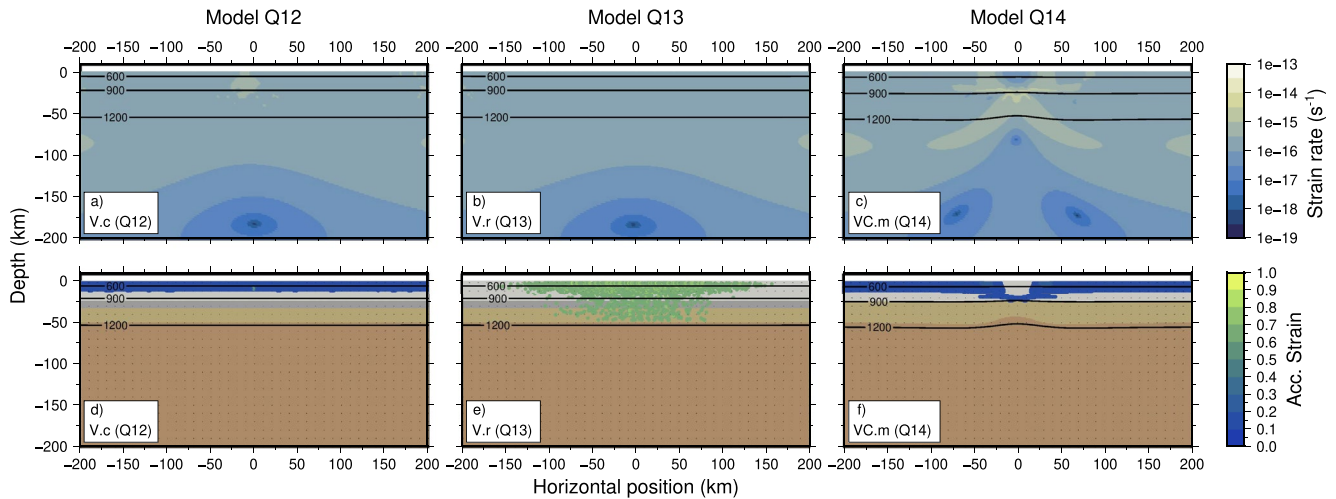 Model Q12 Model Q13 Model Q14
−200 −150 −100 −50 0 50 100 150 200 −200 −150 −100 −50 0 50 100 150 200 −200 −150 −100 −50 0 50 100 150 200
0
−50
−100
−150
−200
600
900
1200
a)
V.c (Q12)
600
900
1200
b)
V.r (Q13)
600
900
1200
c)
VC.m (Q14)
1e−13
1e−14
1e−15
1e−16
1e−17
1e−18
1e−19
Strain rate (s⁻¹)
Depth (km)
0
−50
−100
−150
−200
600
900
1200
d)
V.c (Q12)
600
900
1200
e)
V.r (Q13)
600
900
1200
f)
VC.m (Q14)
1.0
0.9
0.8
0.7
0.6
0.5
0.4
0.3
0.2
0.1
0.0
Acc. Strain
−200 −150 −100 −50 0 50 100 150 200 −200 −150 −100 −50 0 50 100 150 200 −200 −150 −100 −50 0 50 100 150 200
Horizontal position (km)